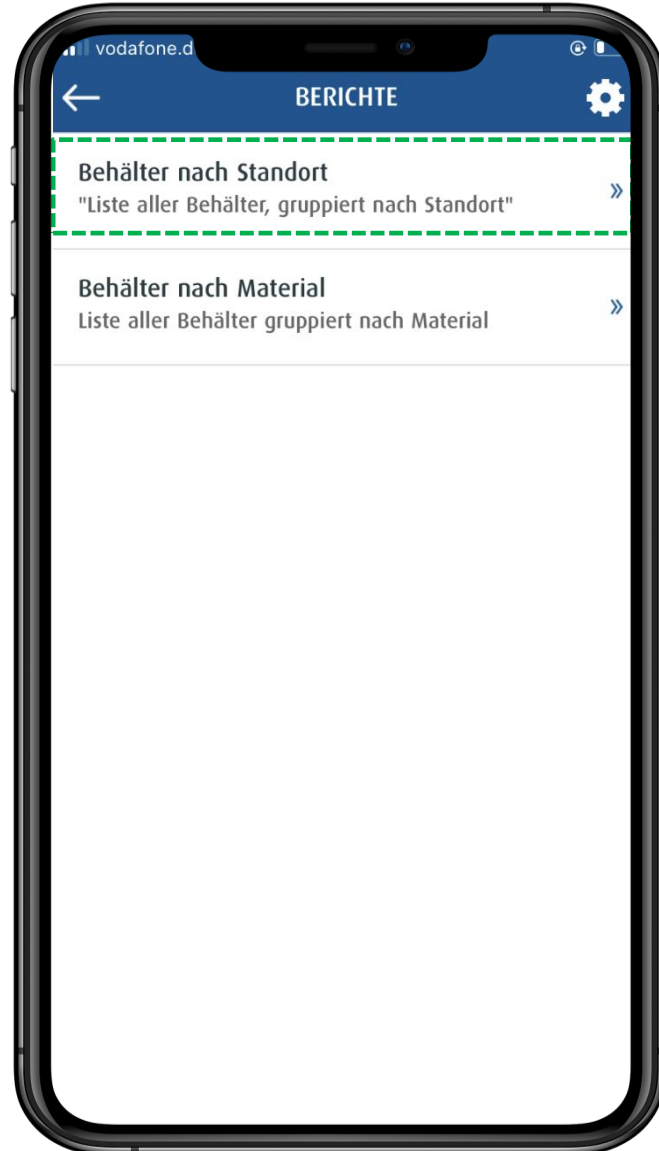 vodafone.d
BERICHTE
Behälter nach Standort
"Liste aller Behälter, gruppiert nach Standort"
»
Behälter nach Material
Liste aller Behälter gruppiert nach Material
»